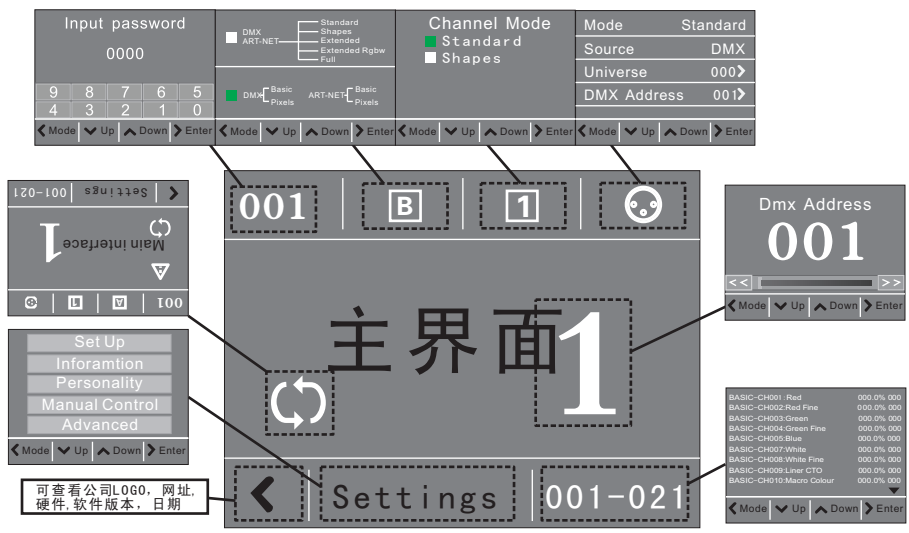 Input password
0000
9 8 7 6 5
4 3 2 1 0
Mode Up Down Enter
DMX
ART-NET
Standard
Shapes
Extended
Extended Rgbw
Full
DMX
Basic
Pixels
ART-NET
Basic
Pixels
Mode Up Down Enter
Channel Mode
Standard
Shapes
Mode Up Down Enter
Mode Standard
Source DMX
Universe 000
DMX Address 001
Mode Up Down Enter
001 B 1
主界面 1
Settings 001-021
001 A 1
Main interface 1
Settings 001-021
Set Up
Inforamtion
Personality
Manual Control
Advanced
Mode Up Down Enter
可查看公司LOGO，网址,
硬件,软件版本，日期
Dmx Address
001
<< >>
Mode Up Down Enter
BASIC-CH001:Red 000.0% 000
BASIC-CH002:Red Fine 000.0% 000
BASIC-CH003:Green 000.0% 000
BASIC-CH004:Green Fine 000.0% 000
BASIC-CH005:Blue 000.0% 000
BASIC-CH007:White 000.0% 000
BASIC-CH008:White Fine 000.0% 000
BASIC-CH009:Liner CTO 000.0% 000
BASIC-CH010:Macro Colour 000.0% 000
Mode Up Down Enter